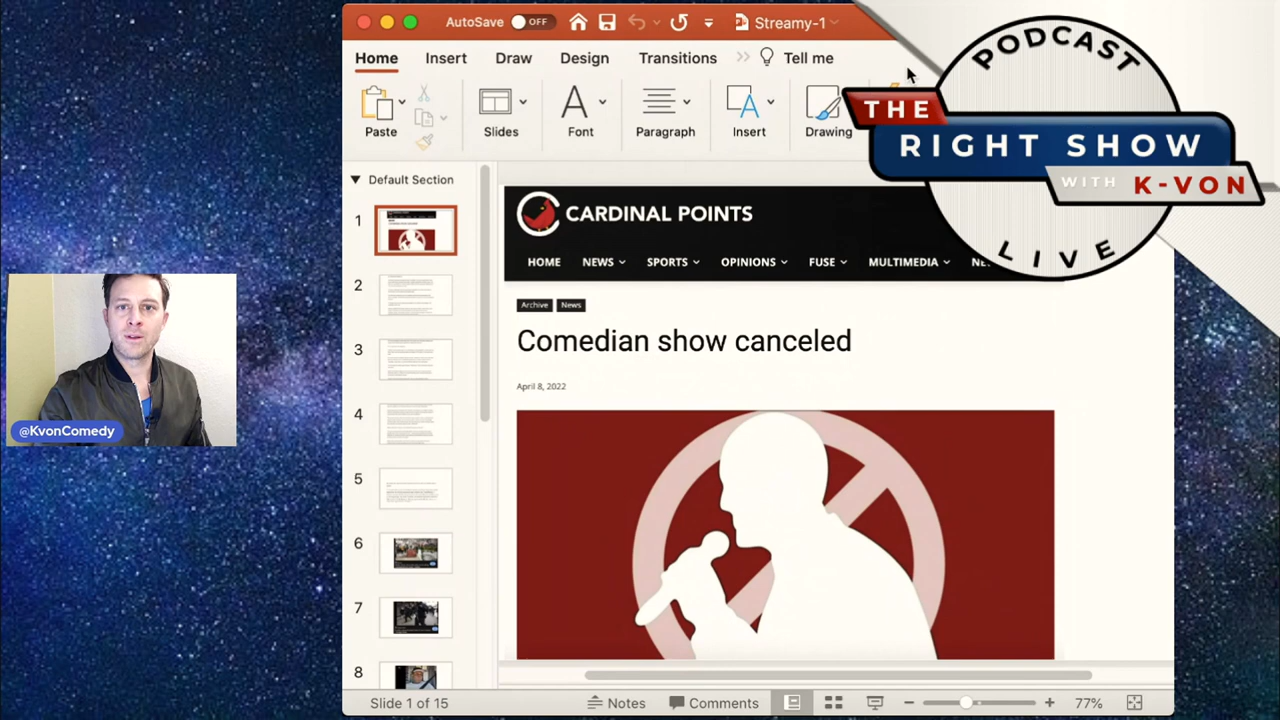 AutoSave OFF
Streamy-1
Home Insert Draw Design Transitions Tell me
Paste Slides Font Paragraph Insert Drawing
PODCAST
THE
RIGHT SHOW
WITH K-VON
LIVE
Default Section
1
2
3
4
5
6
7
8
CARDINAL POINTS
HOME NEWS SPORTS OPINIONS FUSE MULTIMEDIA
Archive News
Comedian show canceled
April 8, 2022
@KvonComedy
Slide 1 of 15 Notes Comments 77%